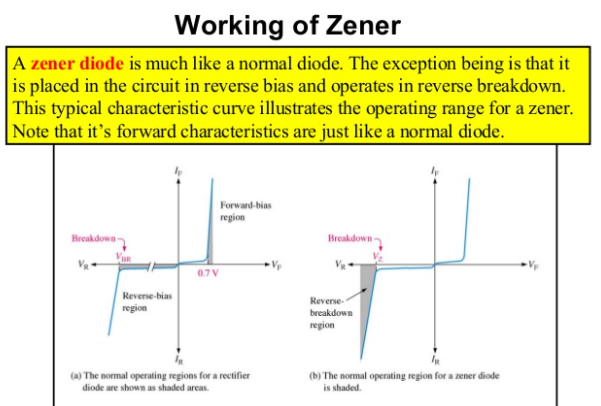 Working of Zener
A zener diode is much like a normal diode. The exception being is that it
is placed in the circuit in reverse bias and operates in reverse breakdown.
This typical characteristic curve illustrates the operating range for a zener.
Note that it’s forward characteristics are just like a normal diode.
IF
Forward-bias
region
Breakdown
VBR
VR
VF
0.7 V
Reverse-bias
region
IR
(a) The normal operating regions for a rectifier
diode are shown as shaded areas.
IF
Breakdown
VZ
VR
VF
Reverse-
breakdown
region
IR
(b) The normal operating region for a zener diode
is shaded.